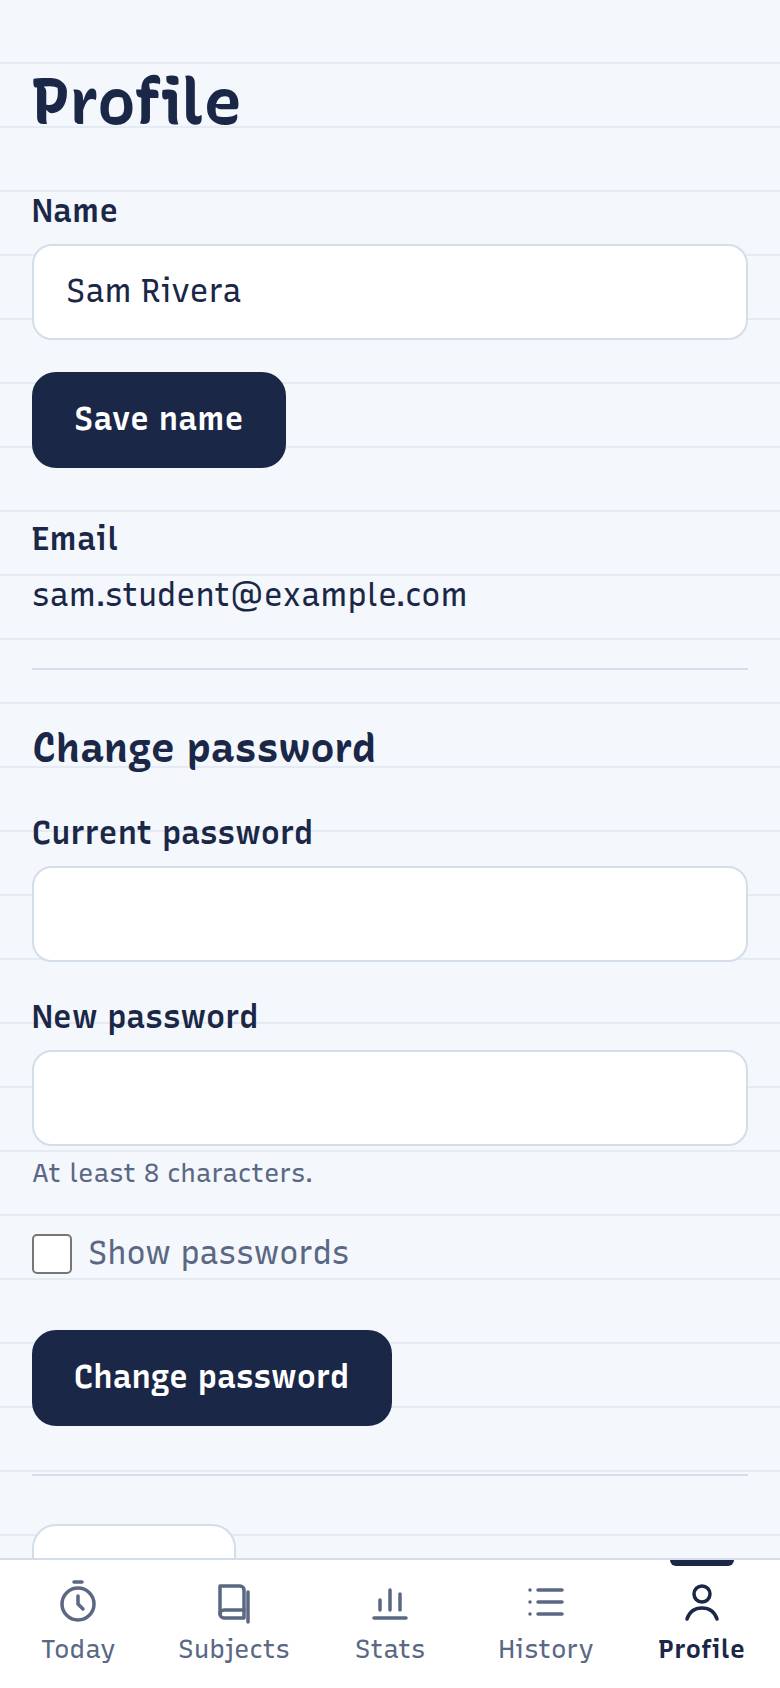 Profile
Name
Sam Rivera
Save name
Email
sam.student@example.com
Change password
Current password
New password
At least 8 characters.
Show passwords
Change password
Today Subjects Stats History Profile